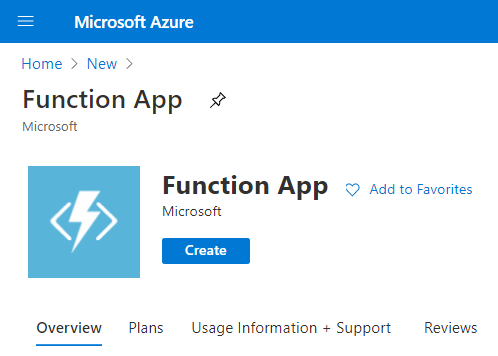 Microsoft Azure
Home > New >
Function App
Microsoft
Function App
Add to Favorites
Microsoft
Create
Overview Plans Usage Information + Support Reviews